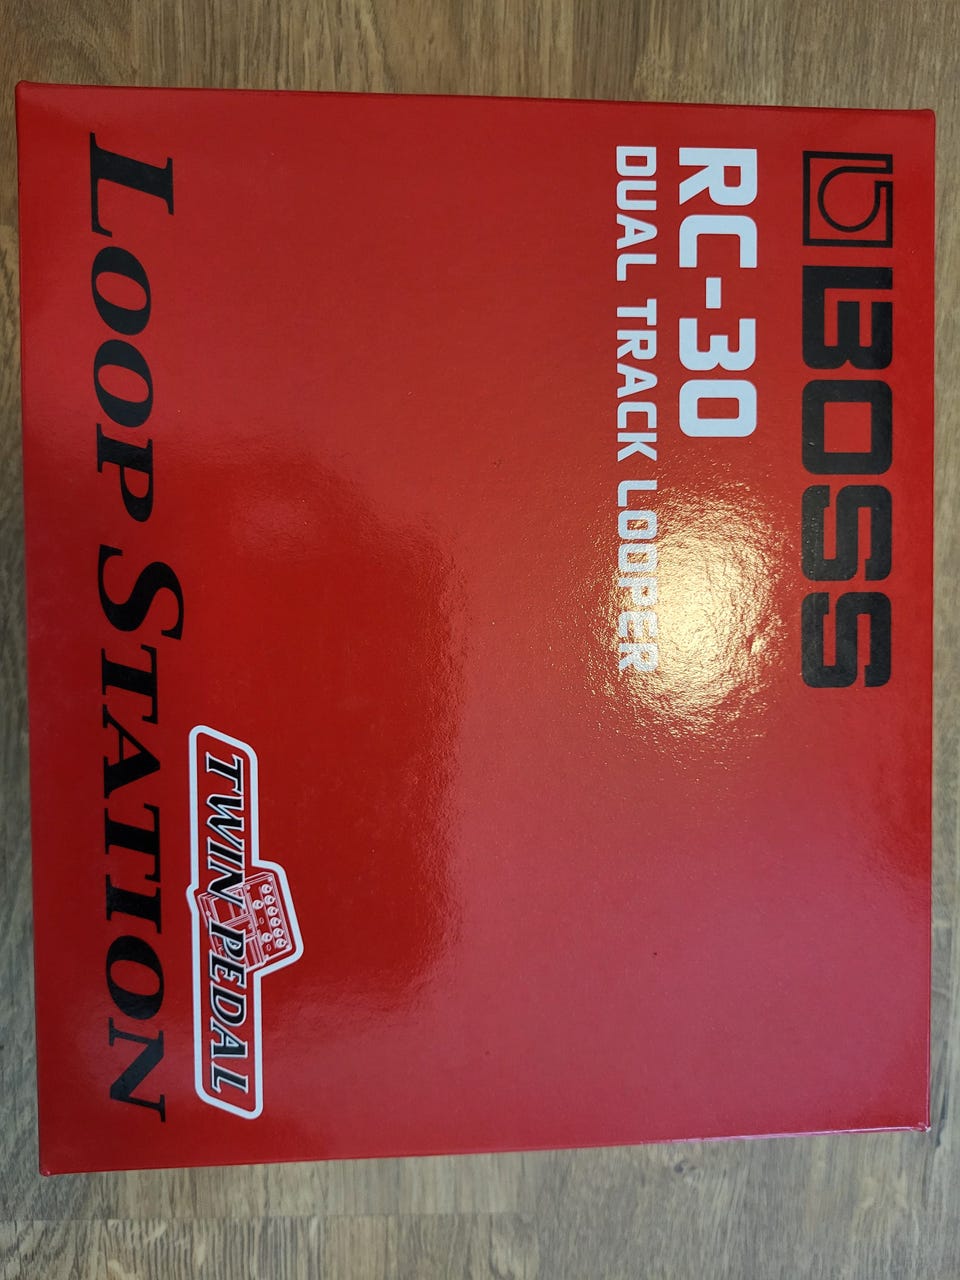 BOSS
RC-30
DUAL TRACK LOOPER
TWIN PEDAL
LOOP STATION